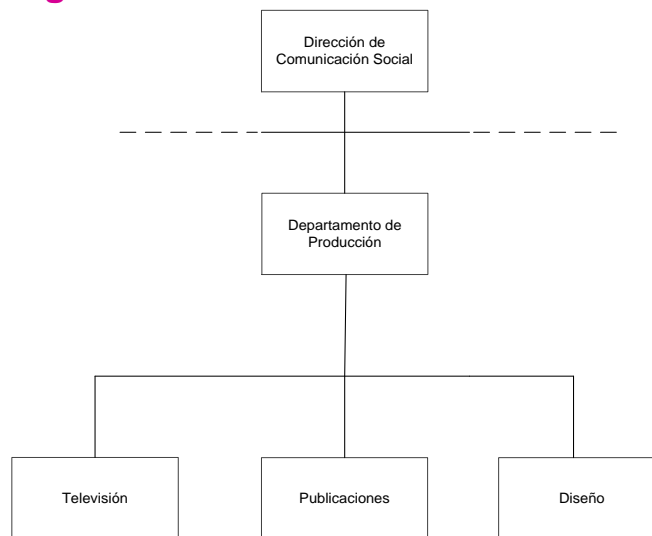 Dirección de
Comunicación Social
Departamento de
Producción
Televisión
Publicaciones
Diseño